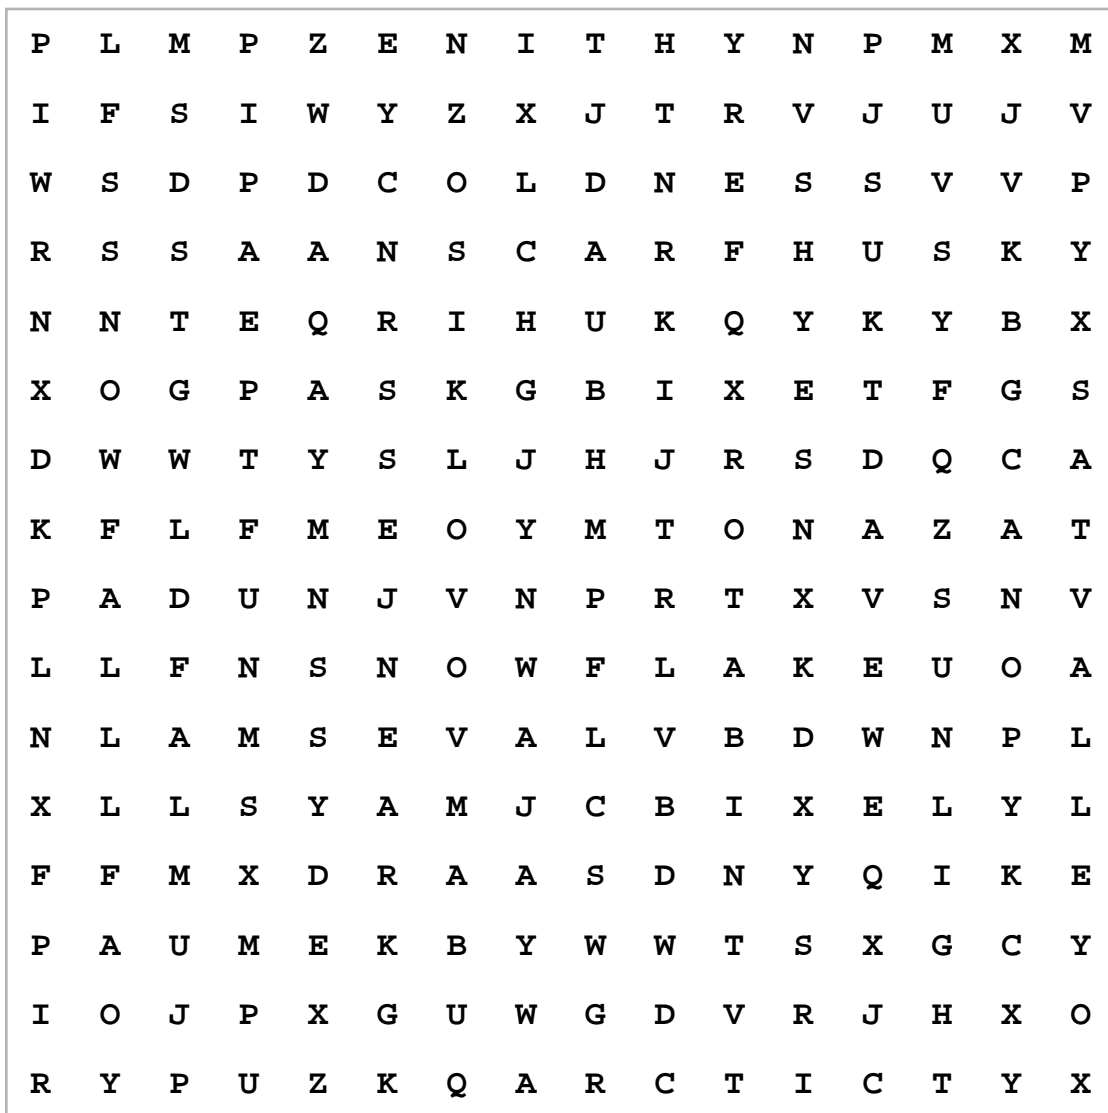 P L M P Z E N I T H Y N P M X M
I F S I W Y Z X J T R V J U J V
W S D P D C O L D N E S S V V P
R S S A A N S C A R F H U S K Y
N N T E Q R I H U K Q Y K Y B X
X O G P A S K G B I X E T F G S
D W W T Y S L J H J R S D Q C A
K F L F M E O Y M T O N A Z A T
P A D U N J V N P R T X V S N V
L L F N S N O W F L A K E U O A
N L A M S E V A L V B D W N P L
X L L S Y A M J C B I X E L Y L
F F M X D R A A S D N Y Q I K E
P A U M E K B Y W W T S X G C Y
I O J P X G U W G D V R J H X O
R Y P U Z K Q A R C T I C T Y X